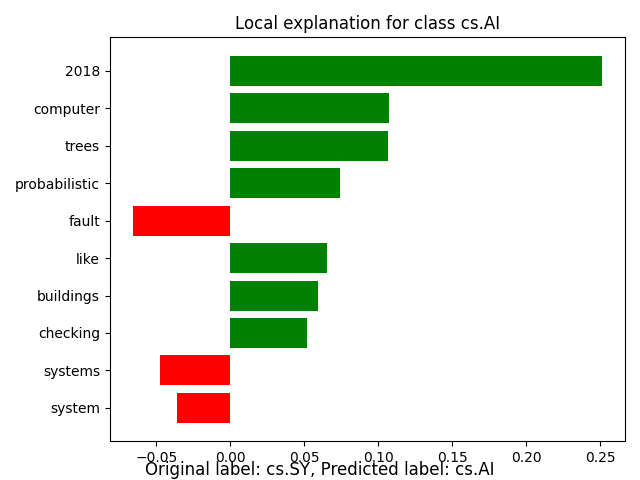 Local explanation for class cs.AI
2018
computer
trees
probabilistic
fault
like
buildings
checking
systems
system
−0.05 0.00 0.05 0.10 0.15 0.20 0.25
Original label: cs.SY, Predicted label: cs.AI